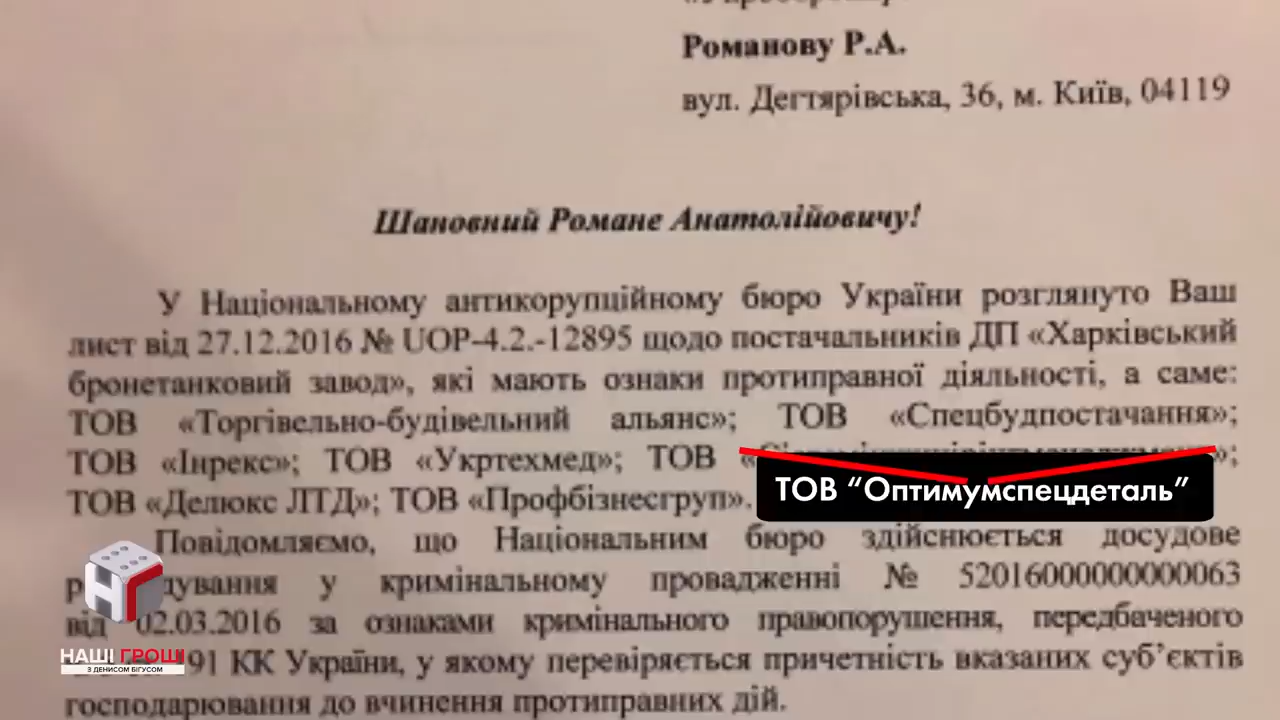 Романову Р.А.
вул. Дегтярівська, 36, м. Київ, 04119
Шановний Романе Анатолійовичу!
У Національному антикорупційному бюро України розглянуто Ваш
лист від 27.12.2016 № UOP-4.2.-12895 щодо постачальників ДП «Харківський
бронетанковий завод», які мають ознаки протиправної діяльності, а саме:
ТОВ «Торгівельно-будівельний альянс»; ТОВ «Спецбудпостачання»;
ТОВ «Інрекс»; ТОВ «Укртехмед»; ТОВ
ТОВ «Делюкс ЛТД»; ТОВ «Профбізнесгруп».
ТОВ “Оптимумспецдеталь”
Повідомляємо, що Національним бюро здійснюється досудове
у кримінальному провадженні № 52016000000000063
від 02.03.2016 за ознаками кримінального правопорушення, передбаченого
91 КК України, у якому перевіряється причетність вказаних суб’єктів
господарювання до вчинення протиправних дій.
НАШІ ГРОШІ
З ДЕНИСОМ БІГУСОМ